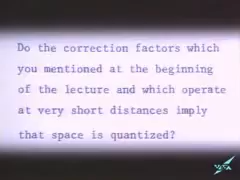 Do the correction factors which
you mentioned at the beginning
of the lecture and which operate
at very short distances imply
that space is quantized?